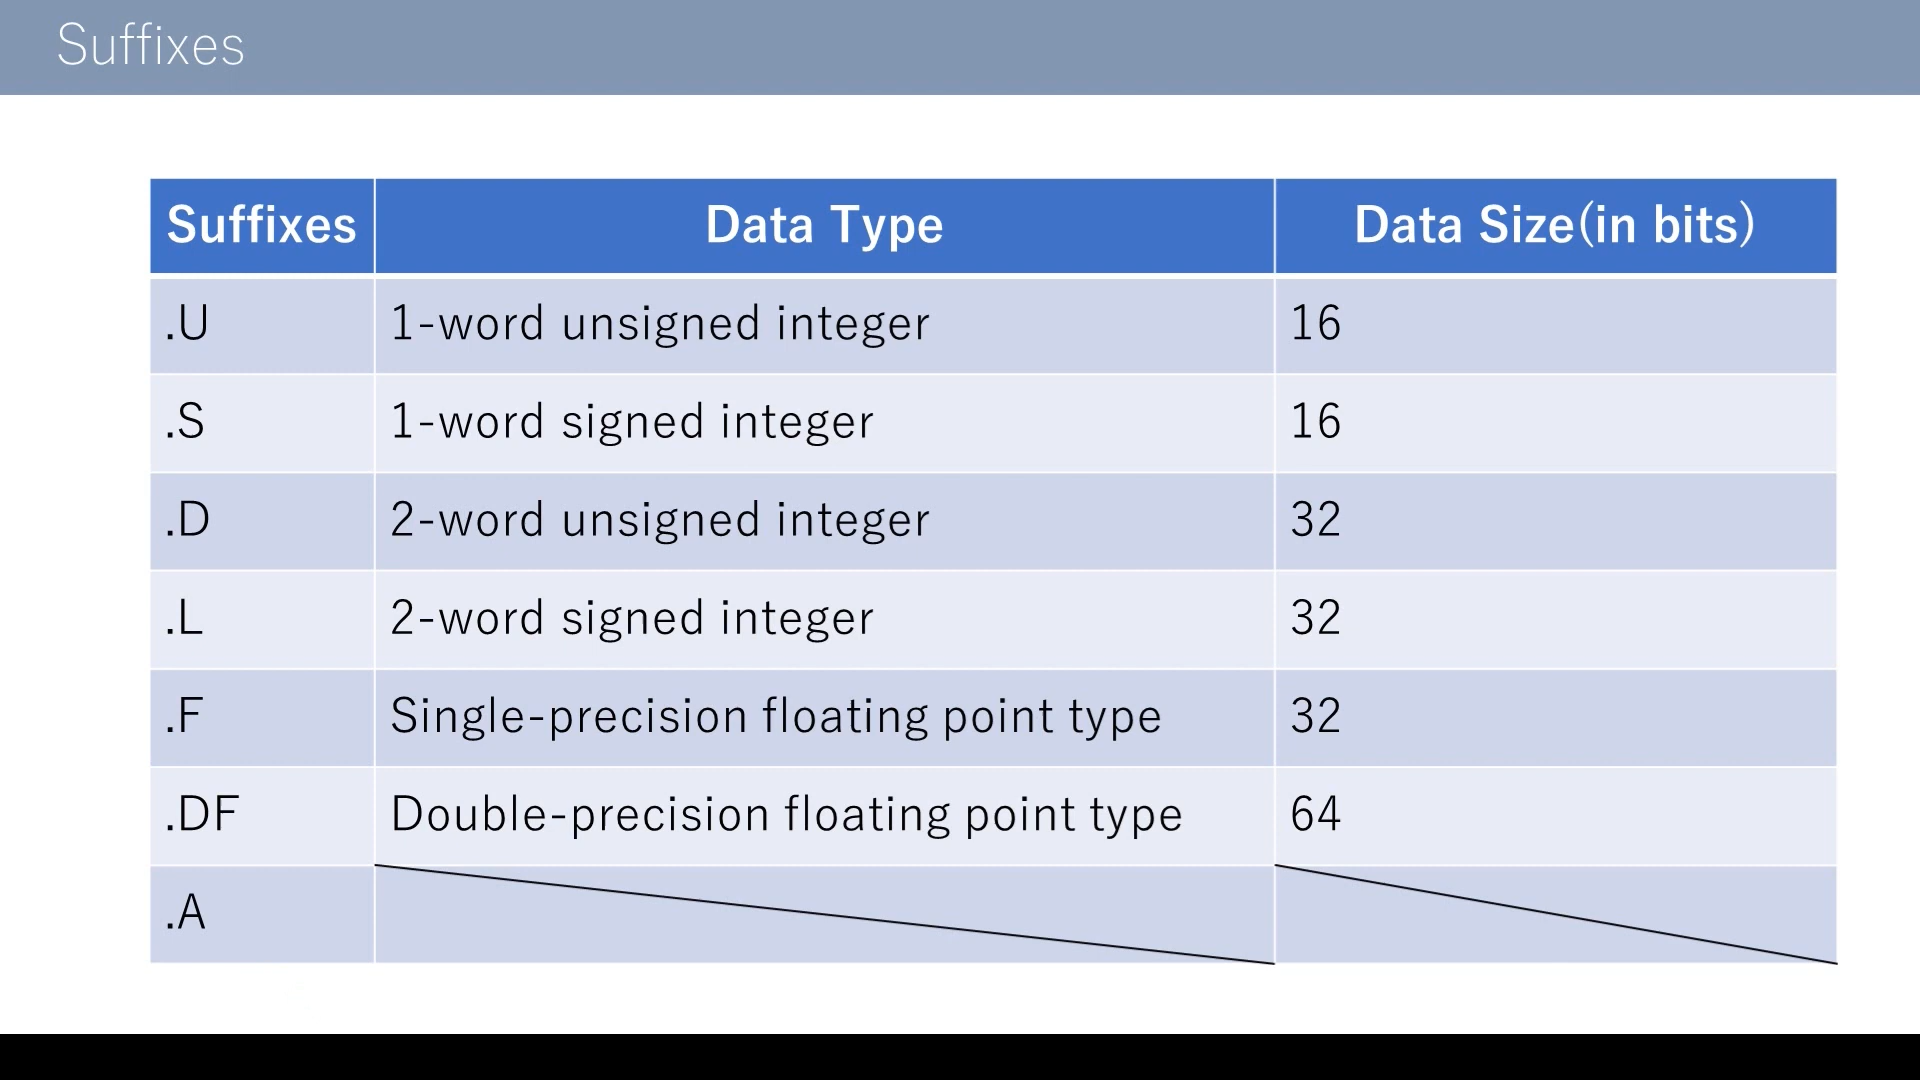 Suffixes
Suffixes Data Type Data Size(in bits)
.U 1-word unsigned integer 16
.S 1-word signed integer 16
.D 2-word unsigned integer 32
.L 2-word signed integer 32
.F Single-precision floating point type 32
.DF Double-precision floating point type 64
.A